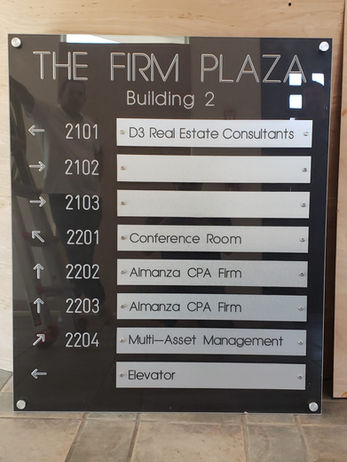 THE FIRM PLAZA
Building 2
← 2101 D3 Real Estate Consultants
→ 2102
→ 2103
↖ 2201 Conference Room
↑ 2202 Almanza CPA Firm
↑ 2203 Almanza CPA Firm
↗ 2204 Multi-Asset Management
← Elevator